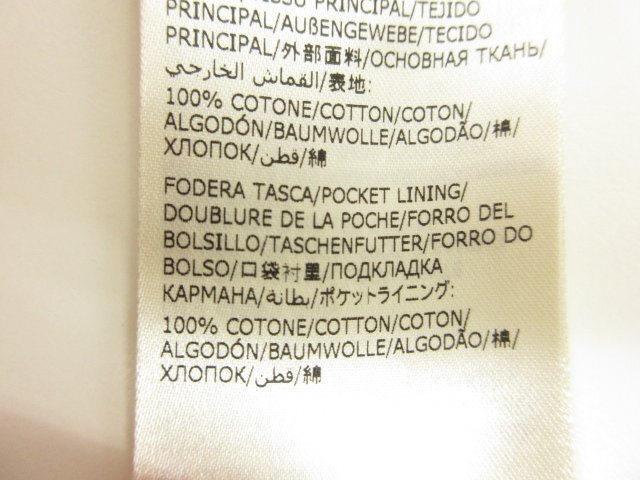 PRINCIPAL/TEJIDO
PRINCIPAL/AUßENGEWEBE/TECIDO
PRINCIPAL/外部面料/ОСНОВНАЯ ТКАНЬ/
القماش الخارجي/表地:
100% COTONE/COTTON/COTON/
ALGODÓN/BAUMWOLLE/ALGODÃO/棉/
ХЛОПОК/قطن/綿
FODERA TASCA/POCKET LINING/
DOUBLURE DE LA POCHE/FORRO DEL
BOLSILLO/TASCHENFUTTER/FORRO DO
BOLSO/口袋衬里/ПОДКЛАДКА
КАРМАНА/بطانة/ポケットライニング:
100% COTONE/COTTON/COTON/
ALGODÓN/BAUMWOLLE/ALGODÃO/棉/
ХЛОПОК/قطن/綿